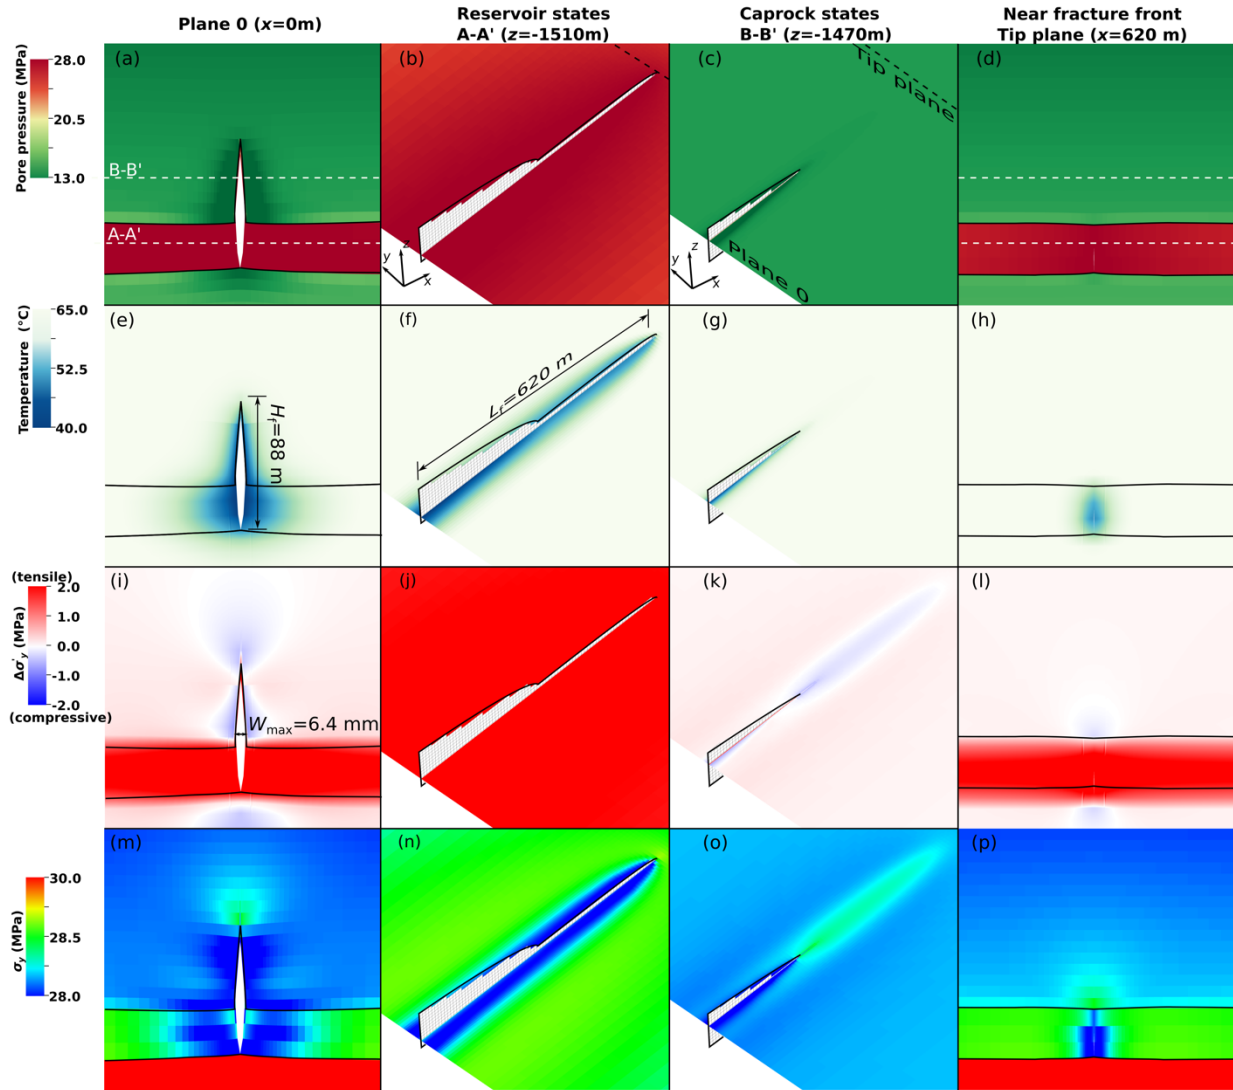 Plane 0 (x=0m)
Reservoir states
A-A' (z=-1510m)
Caprock states
B-B' (z=-1470m)
Near fracture front
Tip plane (x=620 m)
Pore pressure (MPa)
28.0
20.5
13.0
(a)
B-B'
A-A'
(b)
z
y
x
(c)
Tip plane
Plane 0
z
y
x
(d)
Temperature (°C)
65.0
52.5
40.0
(e)
Hf=88 m
(f)
Lf=620 m
(g)
(h)
(tensile)
Δσ'y (MPa)
2.0
1.0
0.0
-1.0
-2.0
(compressive)
(i)
Wmax=6.4 mm
(j)
(k)
(l)
σy (MPa)
30.0
28.5
28.0
(m)
(n)
(o)
(p)